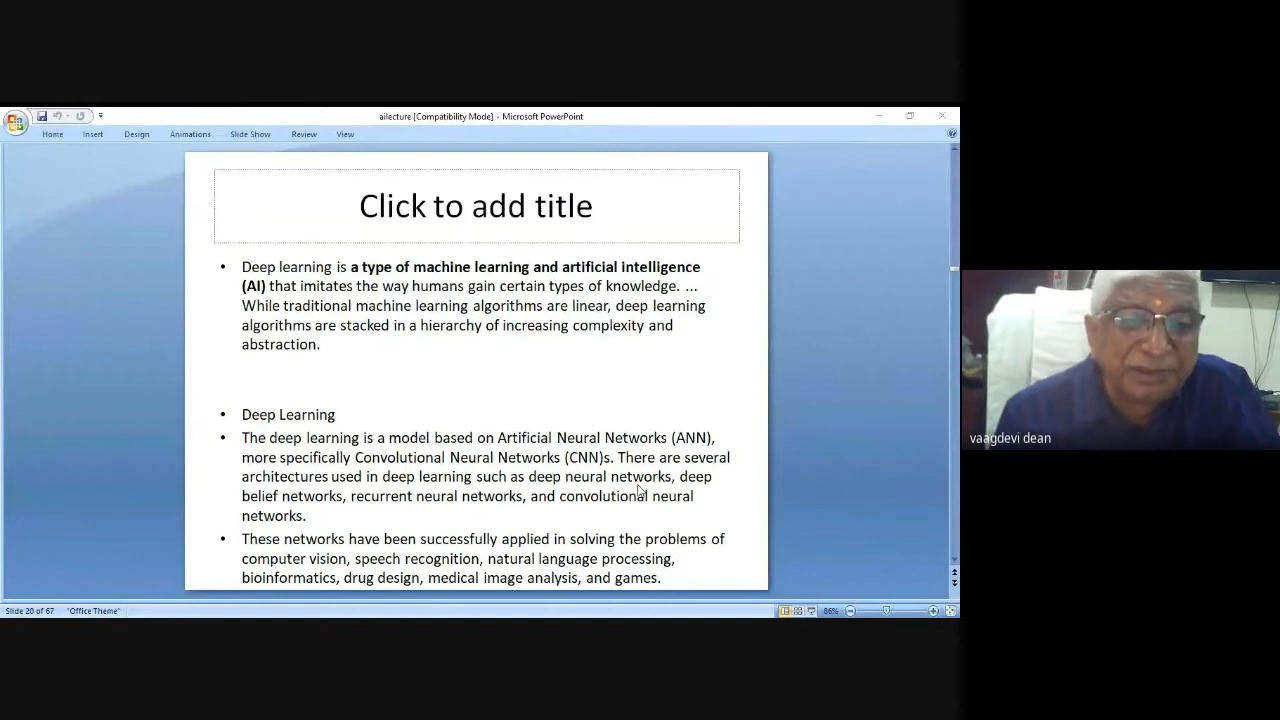 ailecture [Compatibility Mode] - Microsoft PowerPoint
Home Insert Design Animations Slide Show Review View
Click to add title
• Deep learning is a type of machine learning and artificial intelligence
(AI) that imitates the way humans gain certain types of knowledge. ...
While traditional machine learning algorithms are linear, deep learning
algorithms are stacked in a hierarchy of increasing complexity and
abstraction.
• Deep Learning
• The deep learning is a model based on Artificial Neural Networks (ANN),
more specifically Convolutional Neural Networks (CNN)s. There are several
architectures used in deep learning such as deep neural networks, deep
belief networks, recurrent neural networks, and convolutional neural
networks.
• These networks have been successfully applied in solving the problems of
computer vision, speech recognition, natural language processing,
bioinformatics, drug design, medical image analysis, and games.
vaagdevi dean
Slide 20 of 67 "Office Theme" 86%